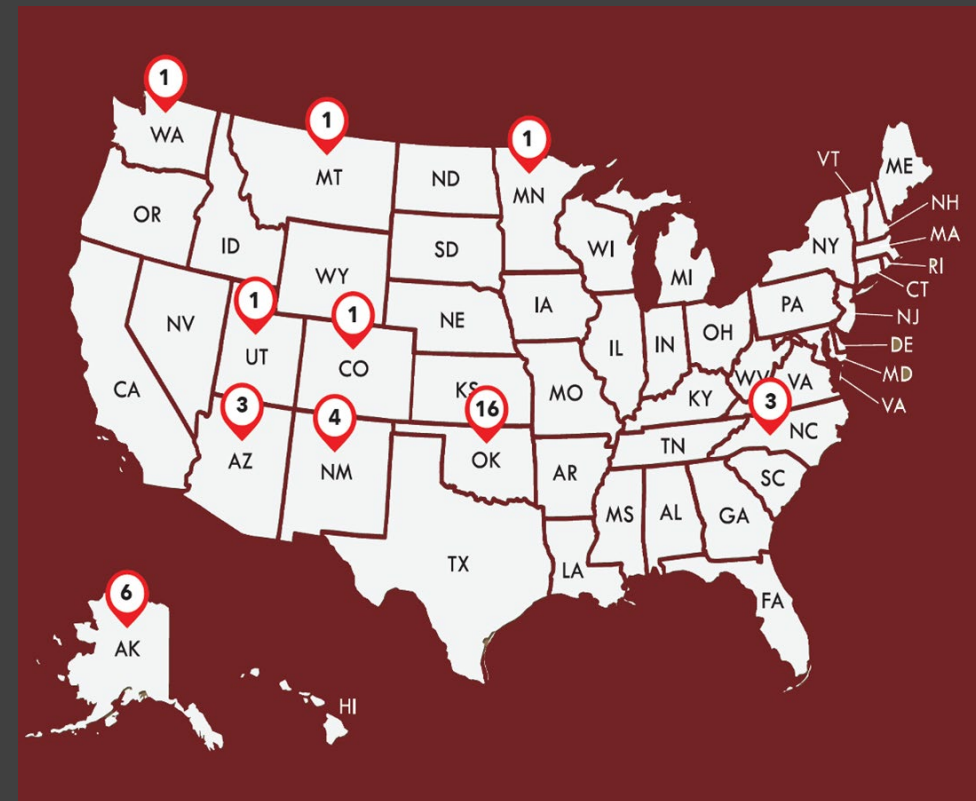 1
WA
1
MT
1
MN
ND
OR
ID
SD
WI
MI
VT
ME
NH
MA
NY
RI
CT
WY
1
UT
1
CO
NV
NE
IA
PA
NJ
DE
MD
VA
CA
KS
MO
IL
IN
OH
WV
VA
KY
3
AZ
4
NM
16
OK
AR
TN
3
NC
SC
MS
AL
GA
TX
LA
FA
6
AK
HI